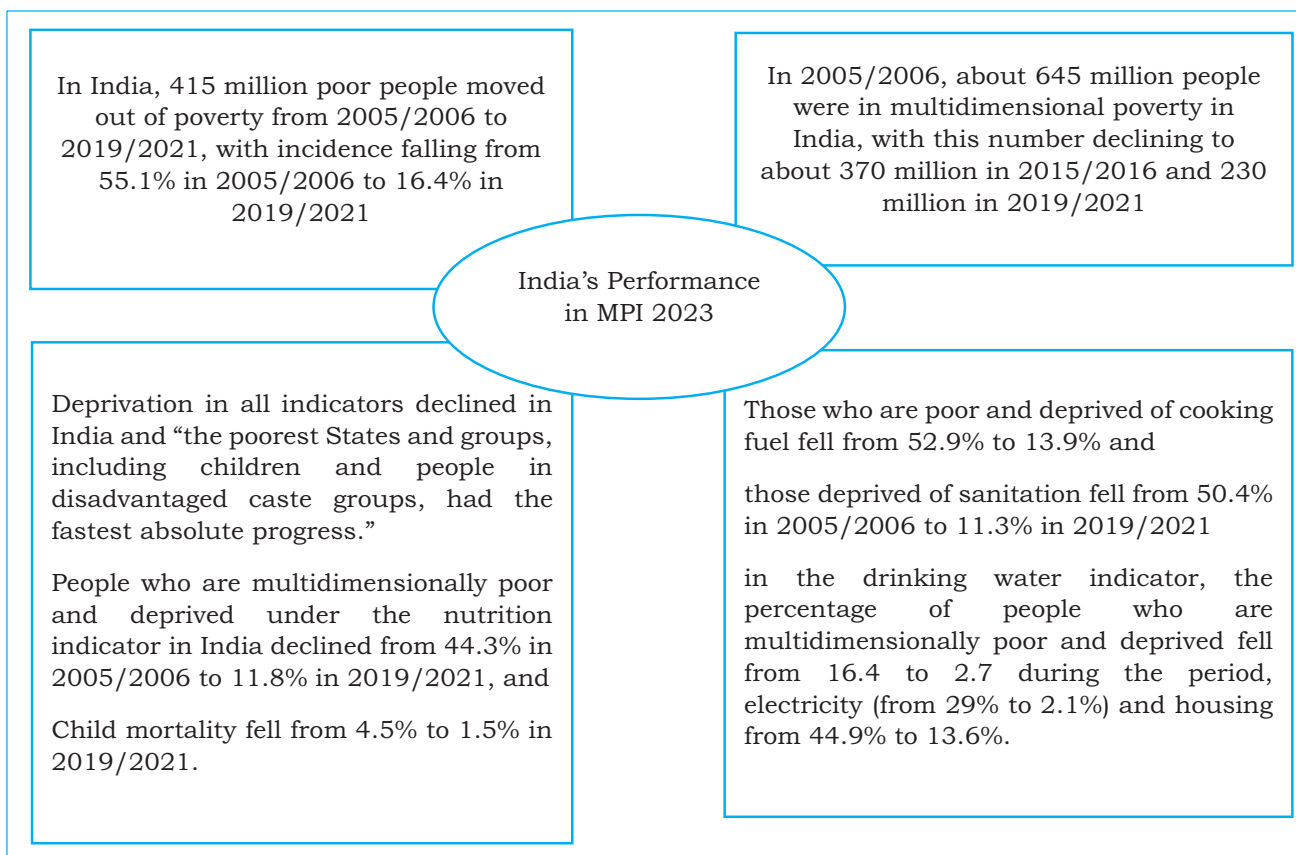 In India, 415 million poor people moved
out of poverty from 2005/2006 to
2019/2021, with incidence falling from
55.1% in 2005/2006 to 16.4% in
2019/2021
In 2005/2006, about 645 million people
were in multidimensional poverty in
India, with this number declining to
about 370 million in 2015/2016 and 230
million in 2019/2021
India’s Performance
in MPI 2023
Deprivation in all indicators declined in
India and “the poorest States and groups,
including children and people in
disadvantaged caste groups, had the
fastest absolute progress.”
People who are multidimensionally poor
and deprived under the nutrition
indicator in India declined from 44.3% in
2005/2006 to 11.8% in 2019/2021, and
Child mortality fell from 4.5% to 1.5% in
2019/2021.
Those who are poor and deprived of cooking
fuel fell from 52.9% to 13.9% and
those deprived of sanitation fell from 50.4%
in 2005/2006 to 11.3% in 2019/2021
in the drinking water indicator, the
percentage of people who are
multidimensionally poor and deprived fell
from 16.4 to 2.7 during the period,
electricity (from 29% to 2.1%) and housing
from 44.9% to 13.6%.